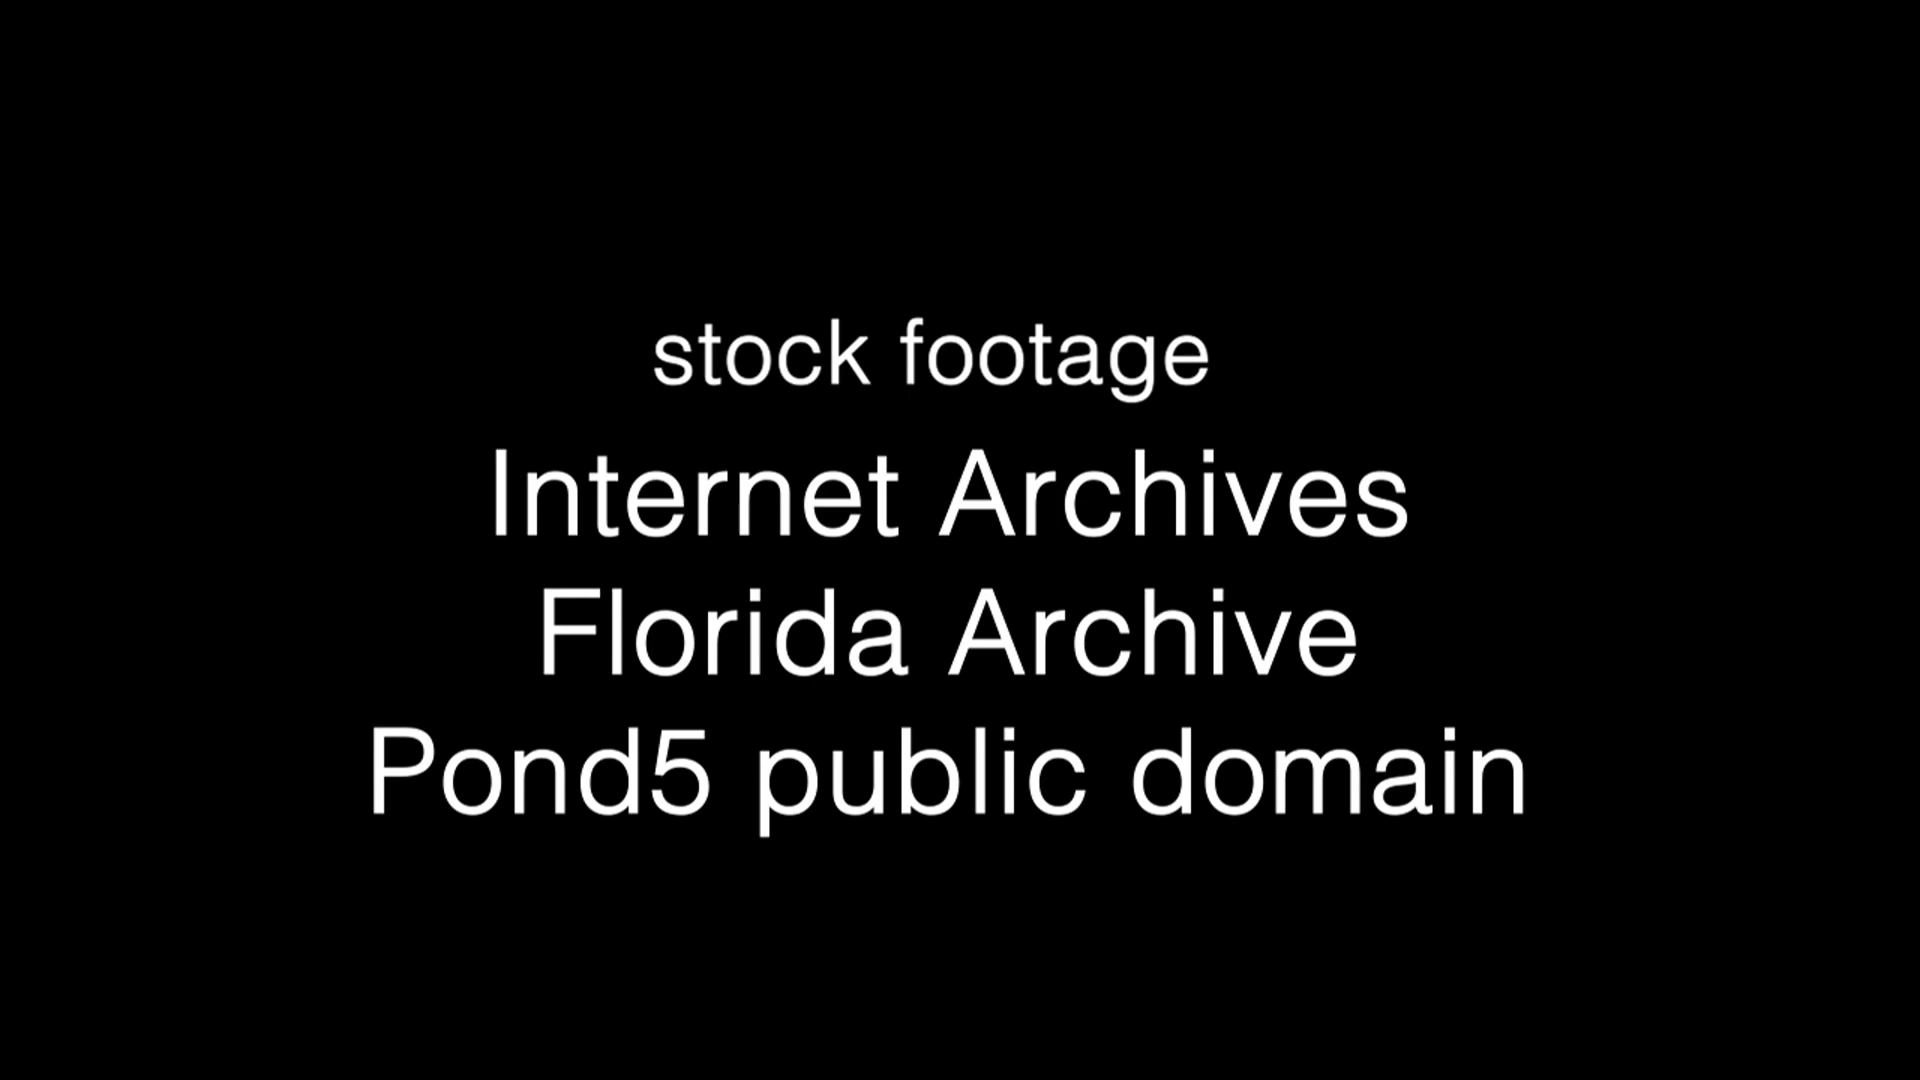 stock footage
Internet Archives
Florida Archive
Pond5 public domain